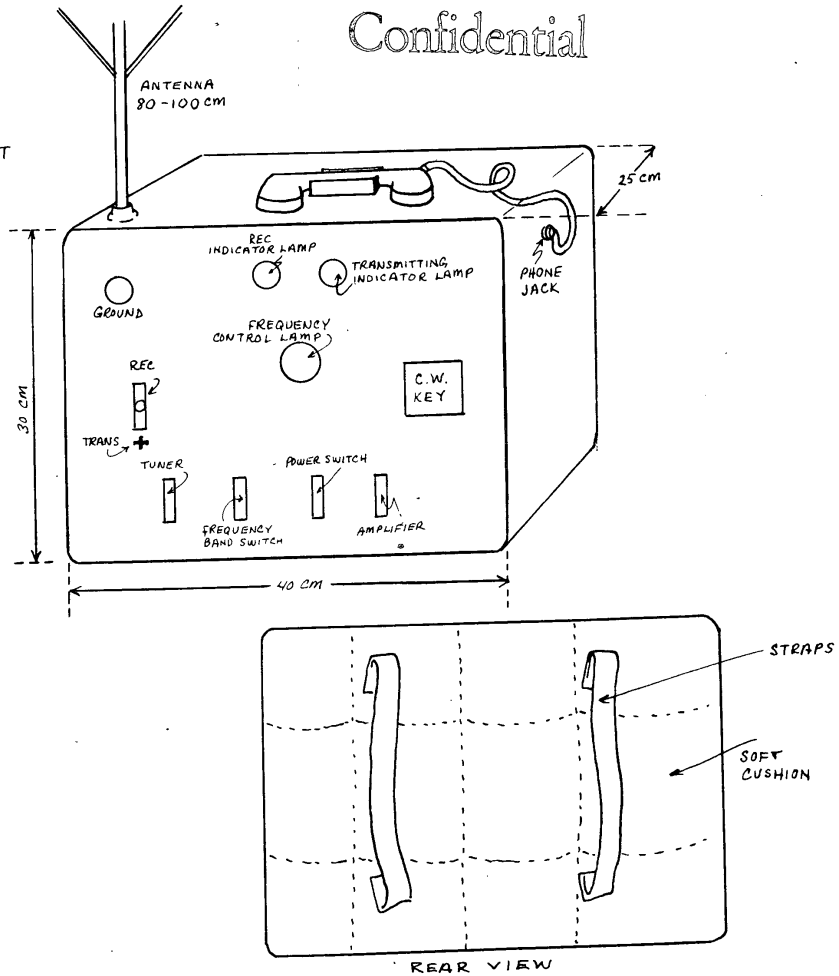 Confidential
ANTENNA
80-100 CM
T
25 CM
REC
INDICATOR LAMP
TRANSMITTING
INDICATOR LAMP
PHONE
JACK
GROUND
FREQUENCY
CONTROL LAMP
REC
C.W.
KEY
30 CM
TRANS
TUNER
POWER SWITCH
FREQUENCY
BAND SWITCH
AMPLIFIER
40 CM
STRAPS
SOFT
CUSHION
REAR VIEW